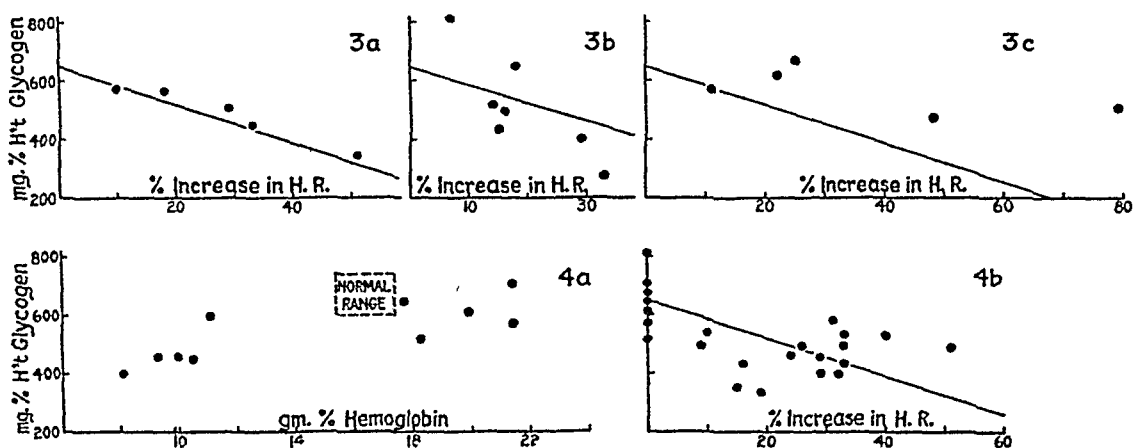 mg. % H't Glycogen
800
600
400
200
3a
% Increase in H. R.
20 40
3b
% Increase in H. R.
10 30
3c
% Increase in H. R.
20 40 60 80
mg. % H't Glycogen
800
600
400
200
4a
NORMAL
RANGE
gm. % Hemoglobin
10 14 18 22
4b
% Increase in H. R.
20 40 60